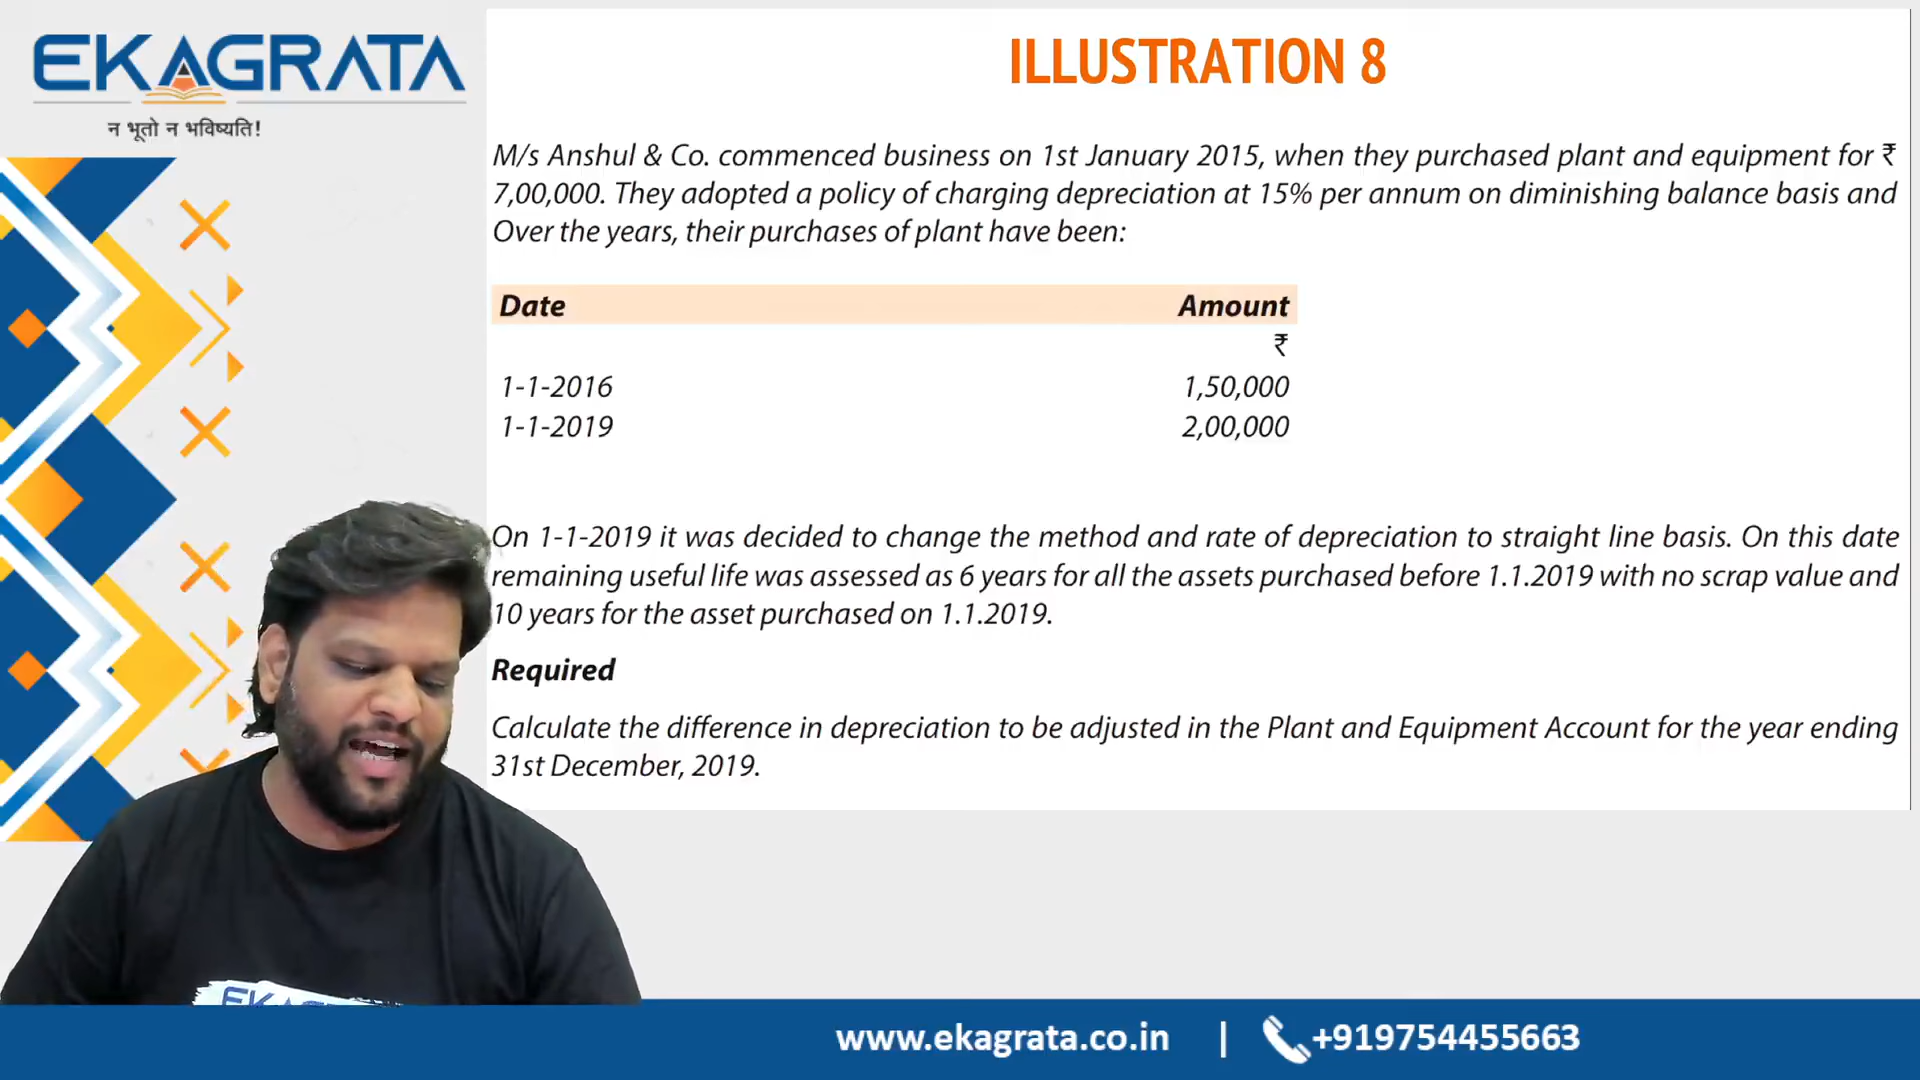 EKAGRATA
न भूतो न भविष्यति!
ILLUSTRATION 8
M/s Anshul & Co. commenced business on 1st January 2015, when they purchased plant and equipment for ₹
7,00,000. They adopted a policy of charging depreciation at 15% per annum on diminishing balance basis and
Over the years, their purchases of plant have been:
Date Amount
₹
1-1-2016 1,50,000
1-1-2019 2,00,000
On 1-1-2019 it was decided to change the method and rate of depreciation to straight line basis. On this date
remaining useful life was assessed as 6 years for all the assets purchased before 1.1.2019 with no scrap value and
10 years for the asset purchased on 1.1.2019.
Required
Calculate the difference in depreciation to be adjusted in the Plant and Equipment Account for the year ending
31st December, 2019.
www.ekagrata.co.in | +919754455663